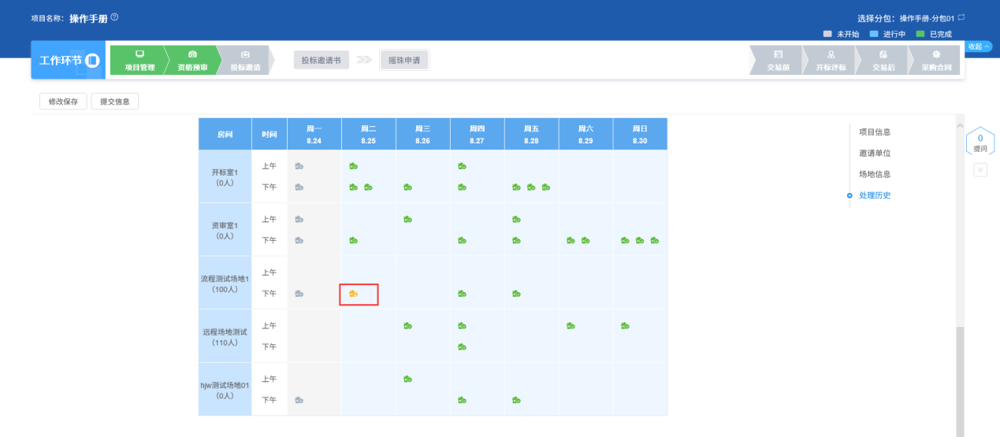 项目名称：操作手册
选择分包：操作手册-分包01
未开始 进行中 已完成
收起
工作环节
项目管理 资格预审 投标邀请
投标邀请书 摇珠申请
交易前 开标评标 交易后 采购合同
修改保存 提交信息
房间 时间 周一 周二 周三 周四 周五 周六 周日
8.24 8.25 8.26 8.27 8.28 8.29 8.30
开标室1
（0人）
上午
下午
资审室1
（0人）
上午
下午
流程测试场地1
（100人）
上午
下午
远程场地测试
（110人）
上午
下午
hjw测试场地01
（0人）
上午
下午
项目信息
邀请单位
场地信息
处理历史
0
提问